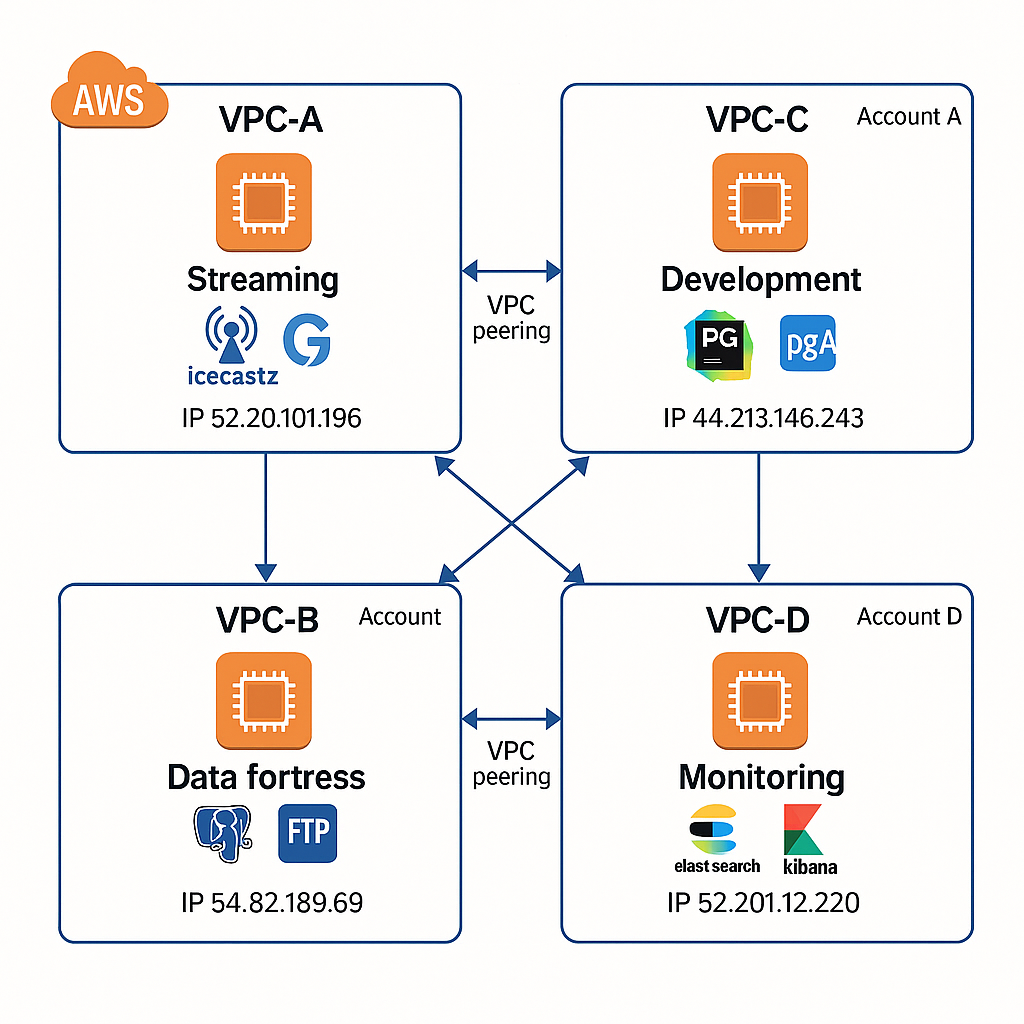 AWS
VPC-A
Streaming
icecastz
G
IP 52.20.101.196
VPC
peering
VPC-C
Account A
Development
PG
pgA
IP 44.213.146.243
VPC-B
Account
Data fortress
FTP
IP 54.82.189.69
VPC
peering
VPC-D
Account D
Monitoring
elast search
kibana
IP 52.201.12.220